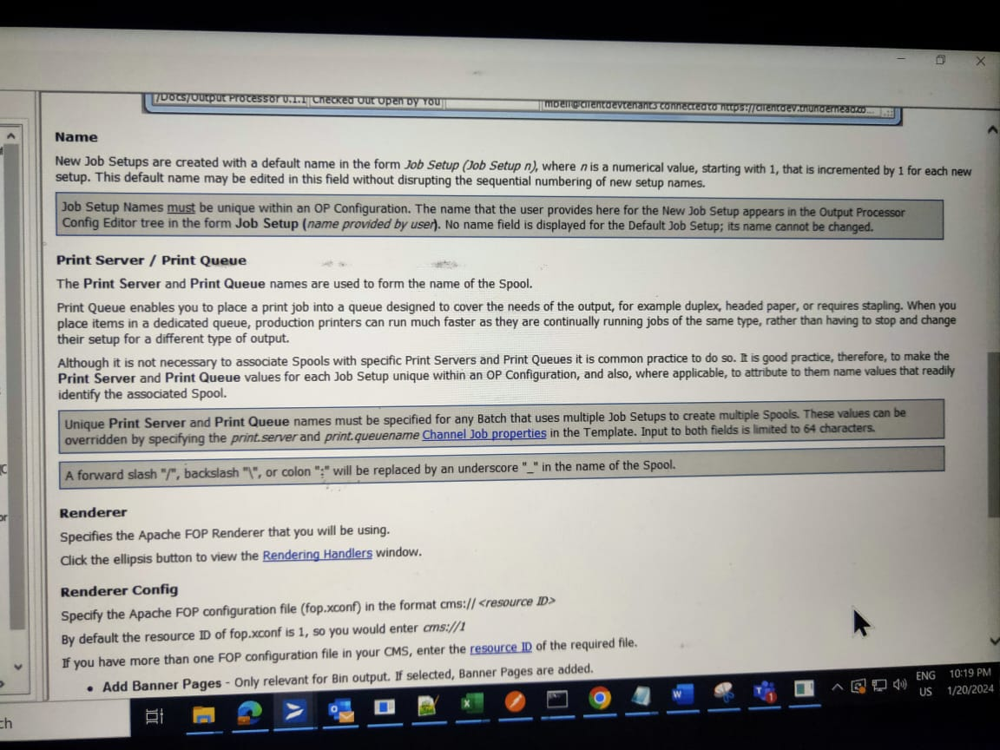 /Docs/Output Processor 0.1.1 Checked Out Open by You
mbell@clientdevtenant3 connected to https://clientdev.thunderhead.co...
Name
New Job Setups are created with a default name in the form Job Setup (Job Setup n), where n is a numerical value, starting with 1, that is incremented by 1 for each new
setup. This default name may be edited in this field without disrupting the sequential numbering of new setup names.
Job Setup Names must be unique within an OP Configuration. The name that the user provides here for the New Job Setup appears in the Output Processor
Config Editor tree in the form Job Setup (name provided by user). No name field is displayed for the Default Job Setup; its name cannot be changed.
Print Server / Print Queue
The Print Server and Print Queue names are used to form the name of the Spool.
Print Queue enables you to place a print job into a queue designed to cover the needs of the output, for example duplex, headed paper, or requires stapling. When you
place items in a dedicated queue, production printers can run much faster as they are continually running jobs of the same type, rather than having to stop and change
their setup for a different type of output.
Although it is not necessary to associate Spools with specific Print Servers and Print Queues it is common practice to do so. It is good practice, therefore, to make the
Print Server and Print Queue values for each Job Setup unique within an OP Configuration, and also, where applicable, to attribute to them name values that readily
identify the associated Spool.
Unique Print Server and Print Queue names must be specified for any Batch that uses multiple Job Setups to create multiple Spools. These values can be
overridden by specifying the print.server and print.queuename Channel Job properties in the Template. Input to both fields is limited to 64 characters.
A forward slash "/", backslash "\", or colon ":" will be replaced by an underscore "_" in the name of the Spool.
Renderer
Specifies the Apache FOP Renderer that you will be using.
Click the ellipsis button to view the Rendering Handlers window.
Renderer Config
Specify the Apache FOP configuration file (fop.xconf) in the format cms://<resource ID>
By default the resource ID of fop.xconf is 1, so you would enter cms://1
If you have more than one FOP configuration file in your CMS, enter the resource ID of the required file.
• Add Banner Pages - Only relevant for Bin output. If selected, Banner Pages are added.
ch
ENG
US
10:19 PM
1/20/2024